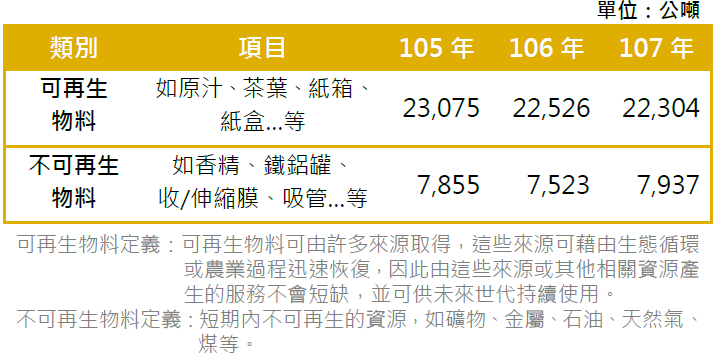 單位：公噸
類別 項目 105 年 106 年 107 年
可再生 如原汁、茶葉、紙箱、
物料 紙盒...等 23,075 22,526 22,304
不可再生 如香精、鐵鋁罐、
物料 收/伸縮膜、吸管...等 7,855 7,523 7,937
可再生物料定義：可再生物料可由許多來源取得，這些來源可藉由生態循環
或農業過程迅速恢復，因此由這些來源或其他相關資源產
生的服務不會短缺，並可供未來世代持續使用。
不可再生物料定義：短期內不可再生的資源，如礦物、金屬、石油、天然氣、
煤等。